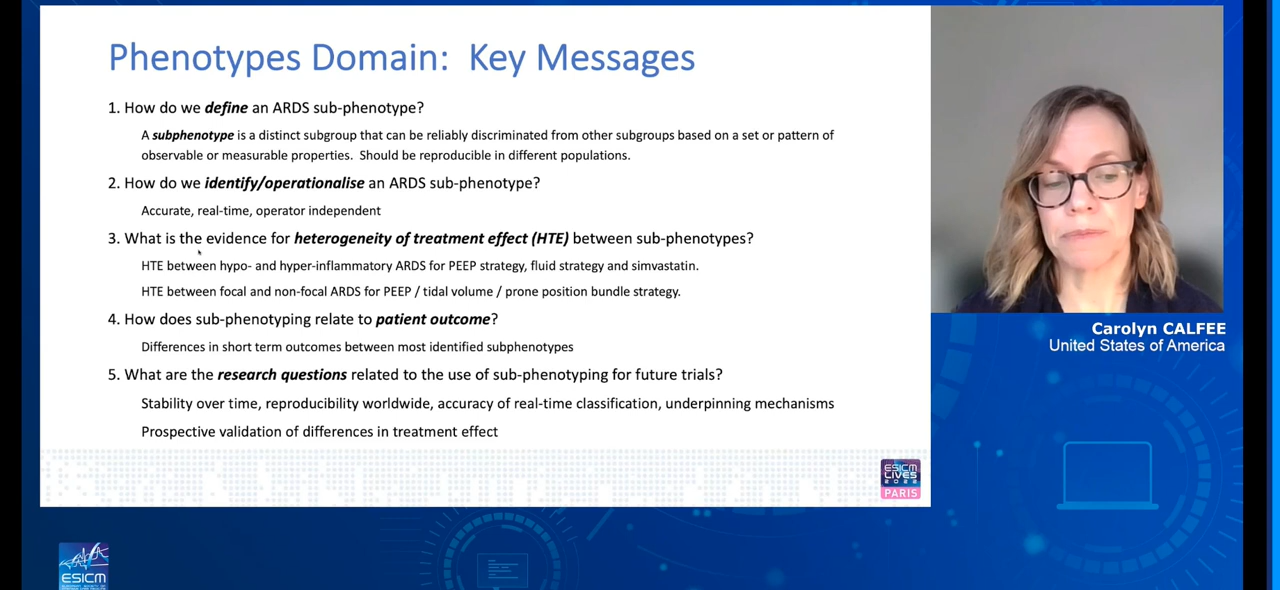 Phenotypes Domain: Key Messages
1. How do we define an ARDS sub-phenotype?
A subphenotype is a distinct subgroup that can be reliably discriminated from other subgroups based on a set or pattern of
observable or measurable properties. Should be reproducible in different populations.
2. How do we identify/operationalise an ARDS sub-phenotype?
Accurate, real-time, operator independent
3. What is the evidence for heterogeneity of treatment effect (HTE) between sub-phenotypes?
HTE between hypo- and hyper-inflammatory ARDS for PEEP strategy, fluid strategy and simvastatin.
HTE between focal and non-focal ARDS for PEEP / tidal volume / prone position bundle strategy.
4. How does sub-phenotyping relate to patient outcome?
Differences in short term outcomes between most identified subphenotypes
5. What are the research questions related to the use of sub-phenotyping for future trials?
Stability over time, reproducibility worldwide, accuracy of real-time classification, underpinning mechanisms
Prospective validation of differences in treatment effect
ESICM
LIVES
2022
PARIS
Carolyn CALFEE
United States of America
ESICM